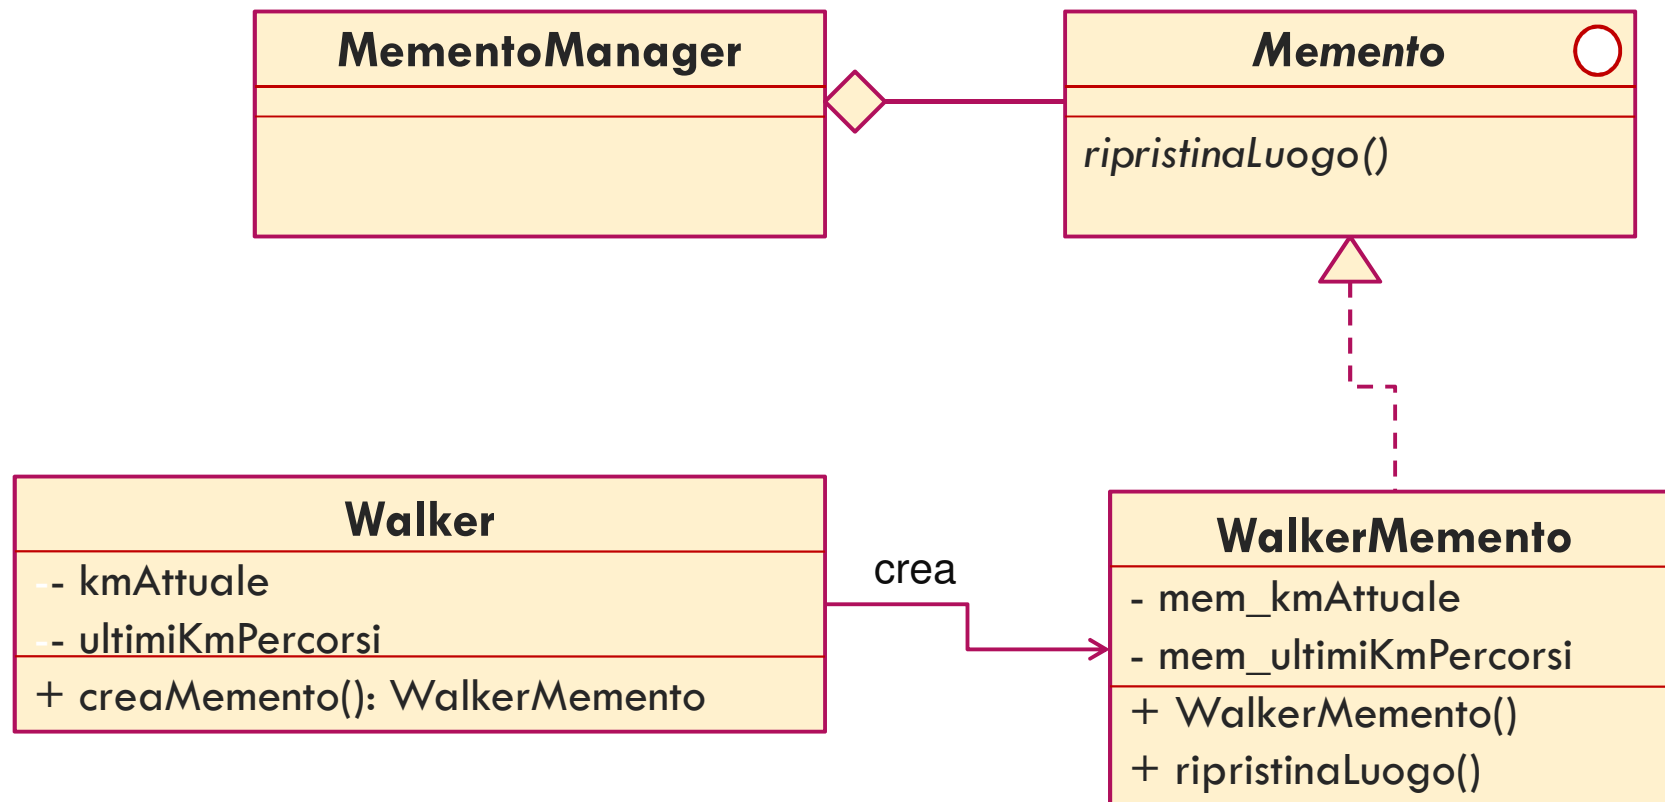 MementoManager
Memento
ripristinaLuogo()
Walker
-- kmAttuale
-- ultimiKmPercorsi
+ creaMemento(): WalkerMemento
crea
WalkerMemento
- mem_kmAttuale
- mem_ultimiKmPercorsi
+ WalkerMemento()
+ ripristinaLuogo()